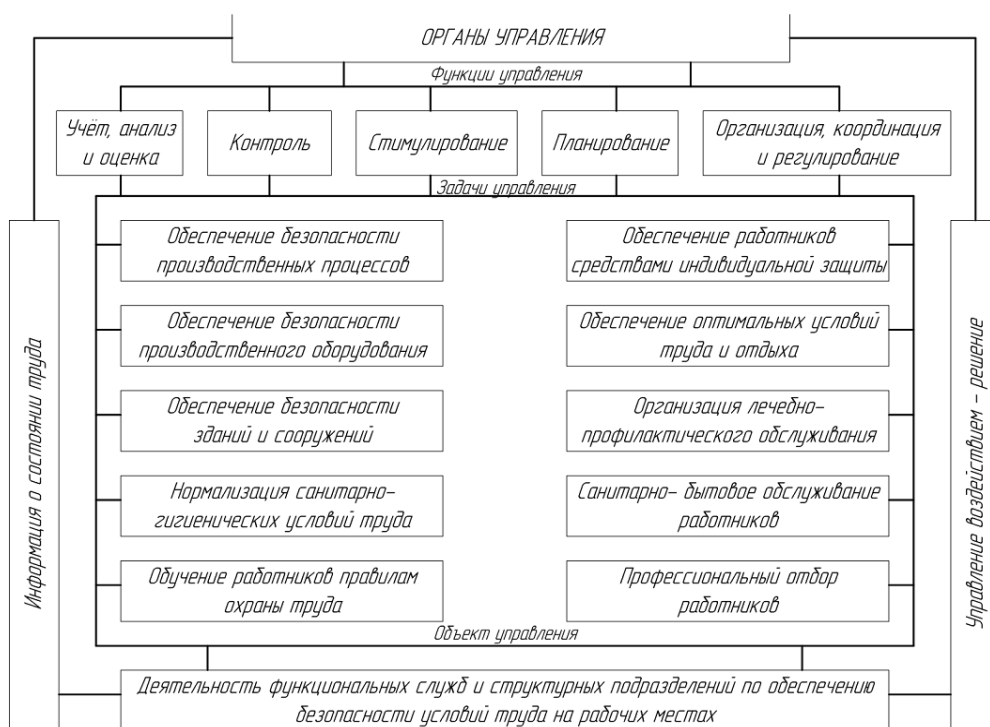 ОРГАНЫ УПРАВЛЕНИЯ
Функции управления
Учёт, анализ
и оценка
Контроль
Стимулирование
Планирование
Организация, координация
и регулирование
Задачи управления
Обеспечение безопасности
производственных процессов
Обеспечение работников
средствами индивидуальной защиты
Обеспечение безопасности
производственного оборудования
Обеспечение оптимальных условий
труда и отдыха
Обеспечение безопасности
зданий и сооружений
Организация лечебно-
профилактического обслуживания
Нормализация санитарно-
гигиенических условий труда
Санитарно- бытовое обслуживание
работников
Обучение работников правилам
охраны труда
Профессиональный отбор
работников
Объект управления
Деятельность функциональных служб и структурных подразделений по обеспечению
безопасности условий труда на рабочих местах
Информация о состоянии труда
Управление воздействием – решение